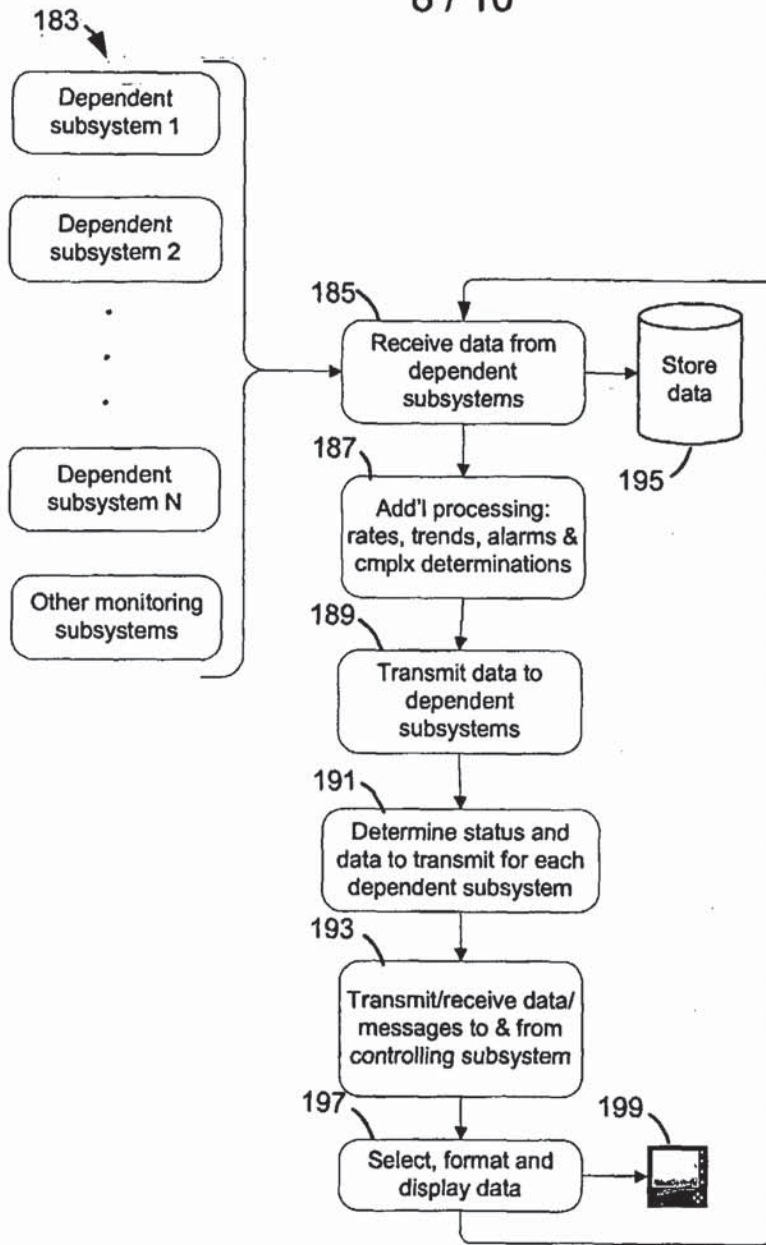 8 / 10
183
Dependent
subsystem 1
Dependent
subsystem 2
Dependent
subsystem N
Other monitoring
subsystems
185
Receive data from
dependent
subsystems
Store
data
195
187
Add'l processing:
rates, trends, alarms &
cmplx determinations
189
Transmit data to
dependent
subsystems
191
Determine status and
data to transmit for each
dependent subsystem
193
Transmit/receive data/
messages to & from
controlling subsystem
197
Select, format and
display data
199